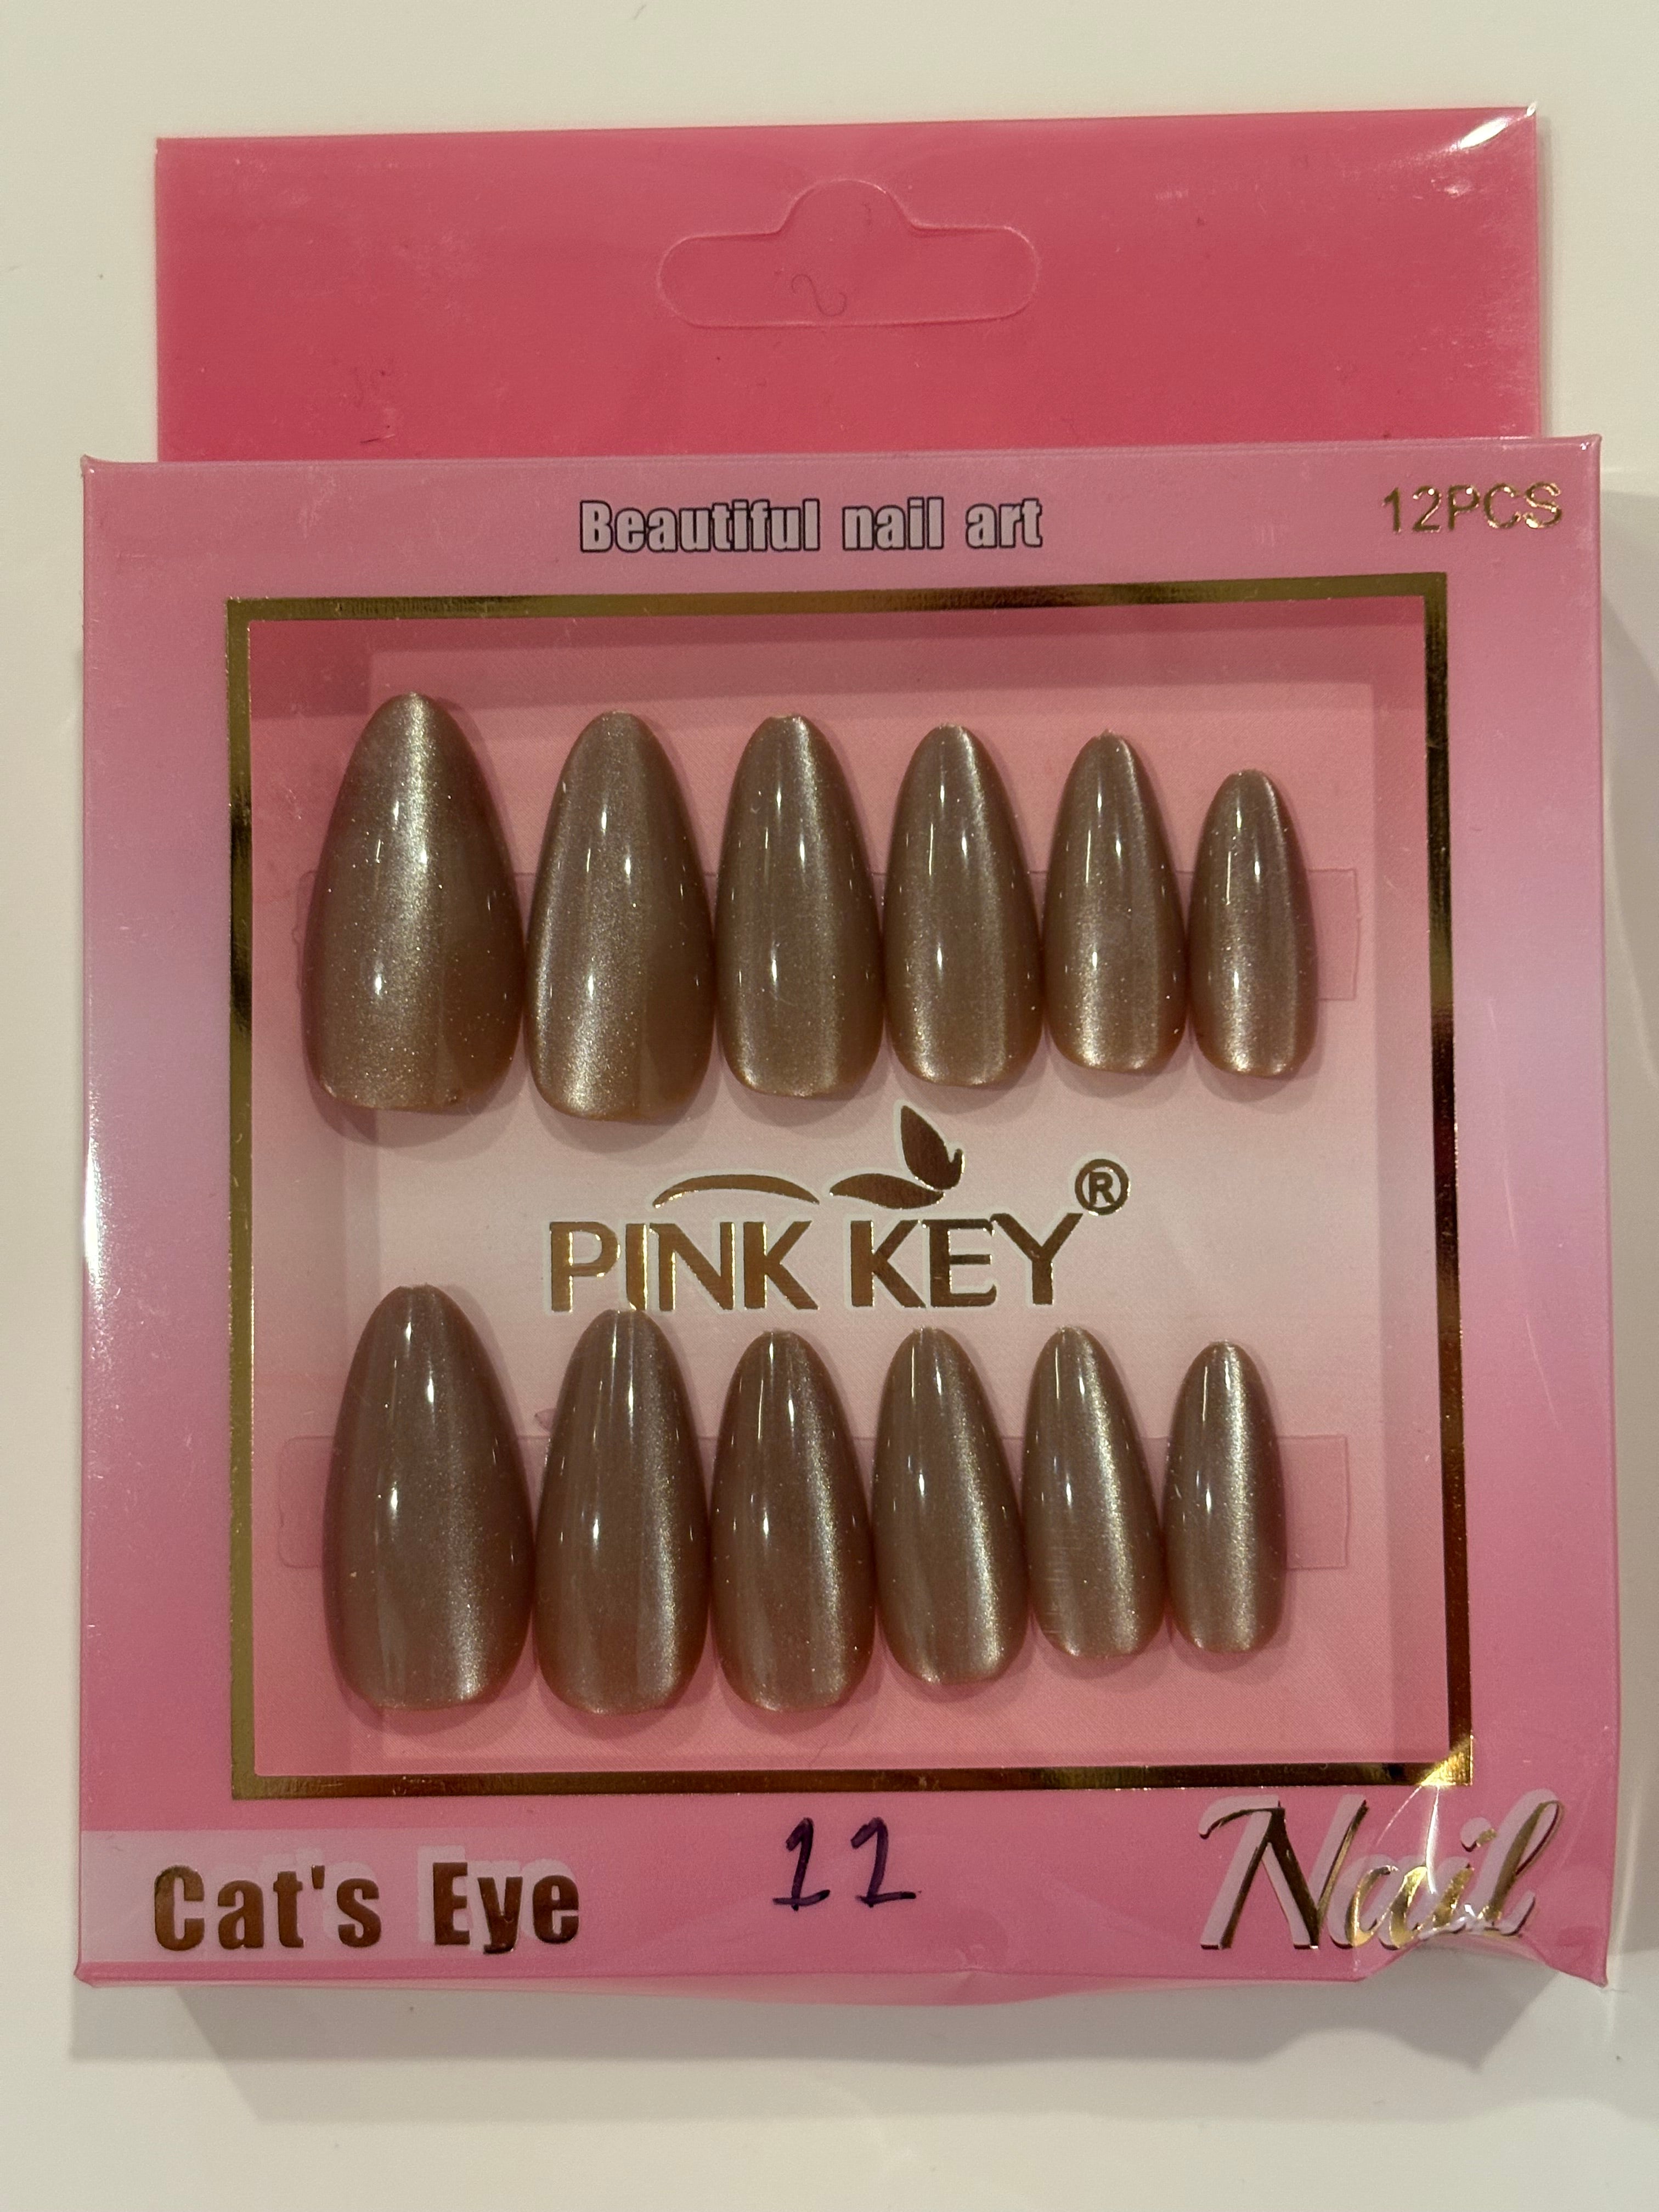 Beautiful nail art
12PCS
PINK KEY®
Cat's Eye
11
Nail